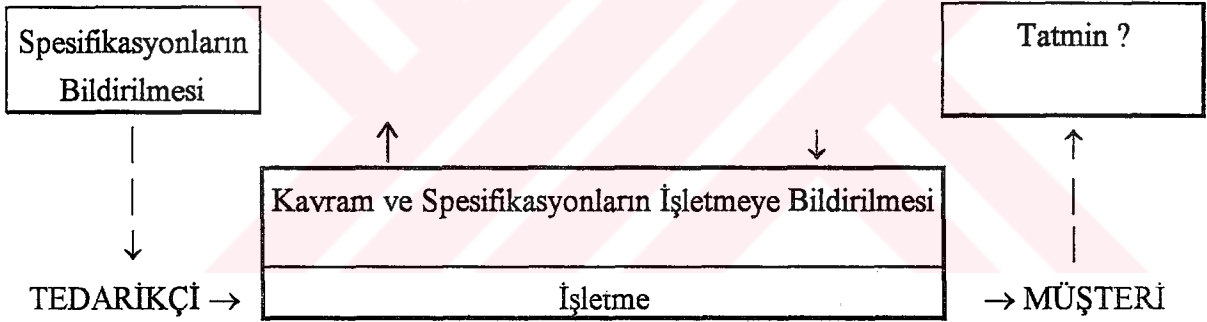 Spesifikasyonların
Bildirilmesi
Tatmin ?
Kavram ve Spesifikasyonların İşletmeye Bildirilmesi
TEDARİKÇİ → İşletme → MÜŞTERİ